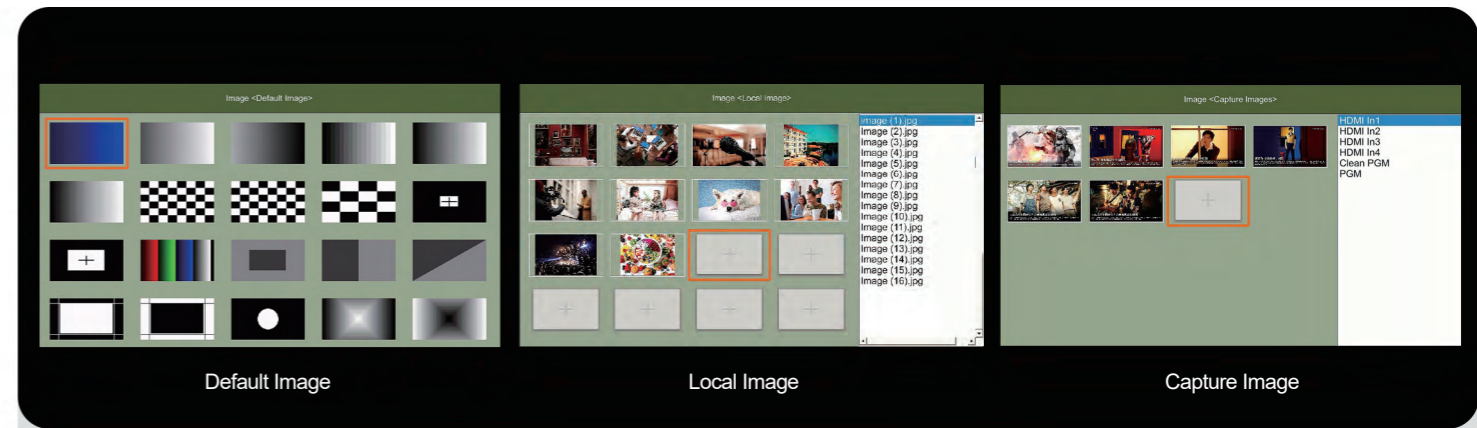 Image <Default Image>
Image <Local image>
image (1).jpg
Image (2).jpg
Image (3).jpg
Image (4).jpg
Image (5).jpg
Image (6).jpg
Image (7).jpg
Image (8).jpg
Image (9).jpg
Image (10).jpg
Image (11).jpg
Image (12).jpg
Image (13).jpg
Image (14).jpg
Image (15).jpg
Image (16).jpg
Image <Capture Images>
HDMI In1
HDMI In2
HDMI In3
HDMI In4
Clean PGM
PGM
Default Image
Local Image
Capture Image